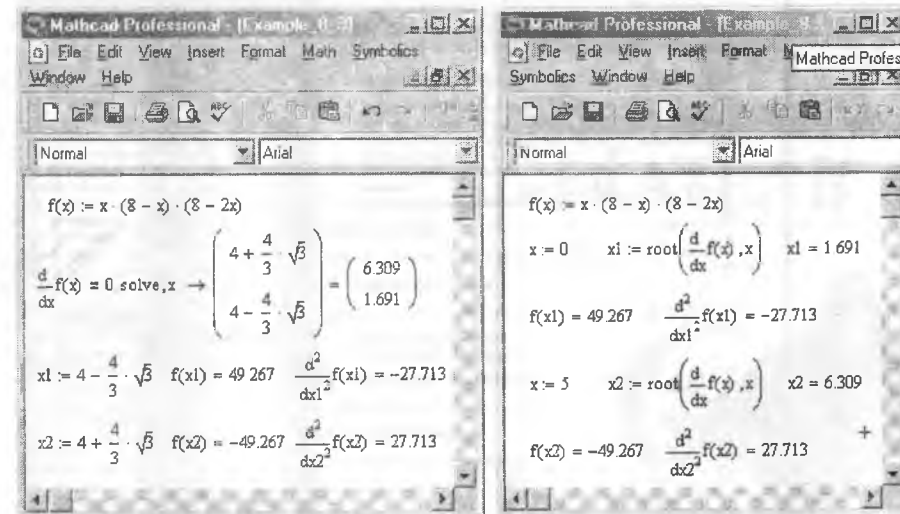 Mathcad Professional - [Example_8_3]
File Edit View Insert Format Math Symbolics
Window Help
Normal Arial
f(x) := x · (8 − x) · (8 − 2x)
d/dx f(x) = 0 solve,x → (4 + 4/3 · √3
4 − 4/3 · √3) = (6.309
1.691)
x1 := 4 − 4/3 · √3 f(x1) = 49.267 d²/dx1² f(x1) = −27.713
x2 := 4 + 4/3 · √3 f(x2) = −49.267 d²/dx2² f(x2) = 27.713
Mathcad Professional - [Example_8
File Edit View Insert Format
Mathcad Profes
Symbolics Window Help
Normal Arial
f(x) := x · (8 − x) · (8 − 2x)
x := 0 x1 := root(d/dx f(x) ,x) x1 = 1.691
f(x1) = 49.267 d²/dx1² f(x1) = −27.713
x := 5 x2 := root(d/dx f(x) ,x) x2 = 6.309
f(x2) = −49.267 d²/dx2² f(x2) = 27.713